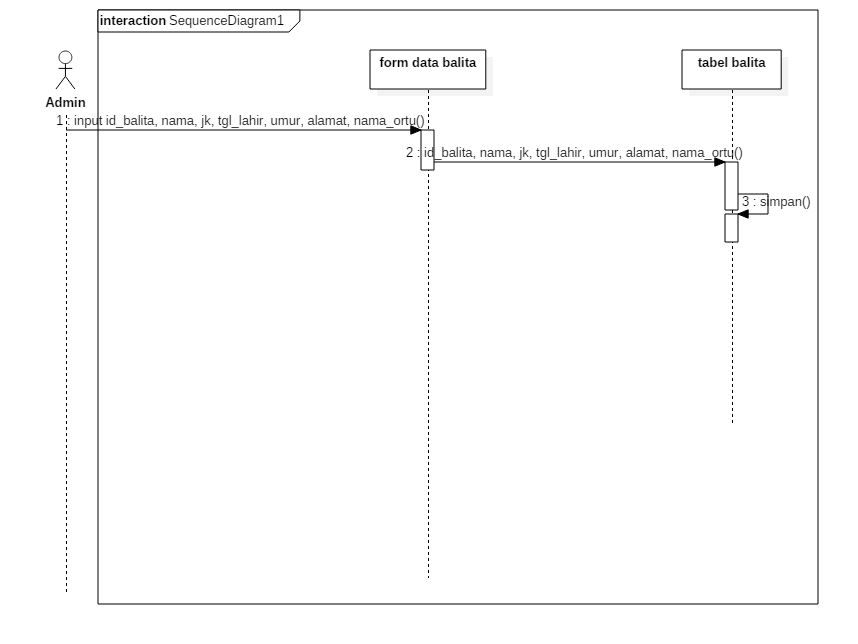 interaction SequenceDiagram1
form data balita
tabel balita
Admin
1 : input id_balita, nama, jk, tgl_lahir, umur, alamat, nama_ortu()
2 : id_balita, nama, jk, tgl_lahir, umur, alamat, nama_ortu()
3 : simpan()